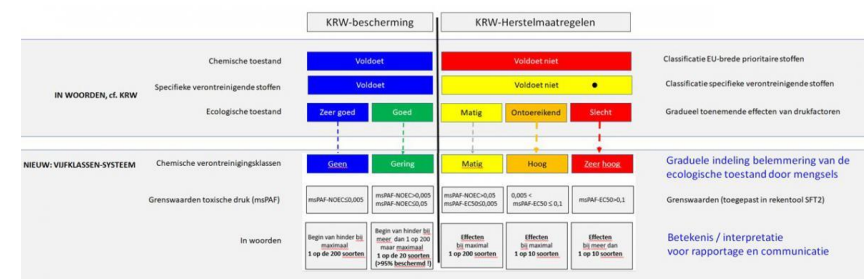 KRW-bescherming KRW-Herstelmaatregelen
Chemische toestand Voldoet Voldoet niet Classificatie EU-brede prioritaire stoffen
IN WOORDEN, cf. KRW Specifieke verontreinigende stoffen Voldoet Voldoet niet Classificatie specifieke verontreinigende stoffen
Ecologische toestand Zeer goed Goed Matig Ontoereikend Slecht Gradueel toenemende effecten van drukfactoren
NIEUW: VIJFKLASSEN-SYSTEEM Chemische verontreinigingsklassen Geen Gering Matig Hoog Zeer hoog Graduele indeling belemmering van de
ecologische toestand door mengsels
Grenswaarden toxische druk (msPAF) msPAF-NOEC≤0,005 msPAF-NOEC>0,005 msPAF-NOEC>0,05 0,005 < msPAF-EC50>0,1 Grenswaarden (toegepast in rekentool SFT2)
msPAF-NOEC≤0,05 msPAF-EC50≤0,005 msPAF-EC50 ≤ 0,1
In woorden Begin van hinder bij Begin van hinder bij Effecten Effecten Effecten Betekenis / interpretatie
maximaal meer dan 1 op 200 bij maximaal bij maximaal bij meer dan voor rapportage en communicatie
1 op de 200 soorten maar maximaal 1 op 200 soorten 1 op 10 soorten 1 op 10 soorten
1 op de 20 soorten
(>95% beschermd !)